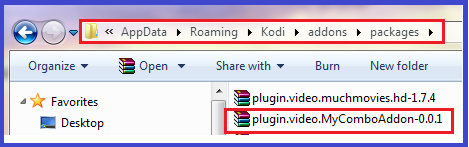 « AppData ▸ Roaming ▸ Kodi ▸ addons ▸ packages ▸
Organize ▾ Open ▾ Share with ▾ Burn New folder
Favorites
Desktop
plugin.video.muchmovies.hd-1.7.4
plugin.video.MyComboAddon-0.0.1